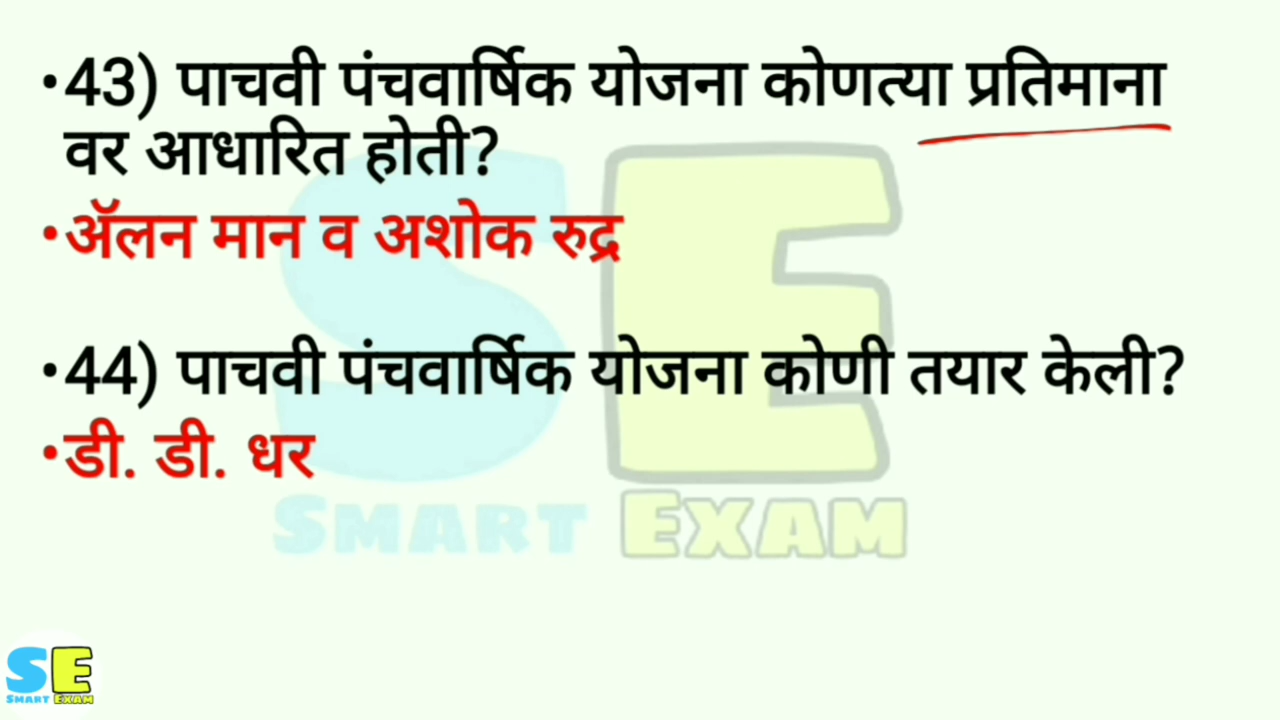 •43) पाचवी पंचवार्षिक योजना कोणत्या प्रतिमाना
वर आधारित होती?
•ॲलन मान व अशोक रुद्र
•44) पाचवी पंचवार्षिक योजना कोणी तयार केली?
•डी. डी. धर
SE
SMART EXAM
SE
SMART EXAM